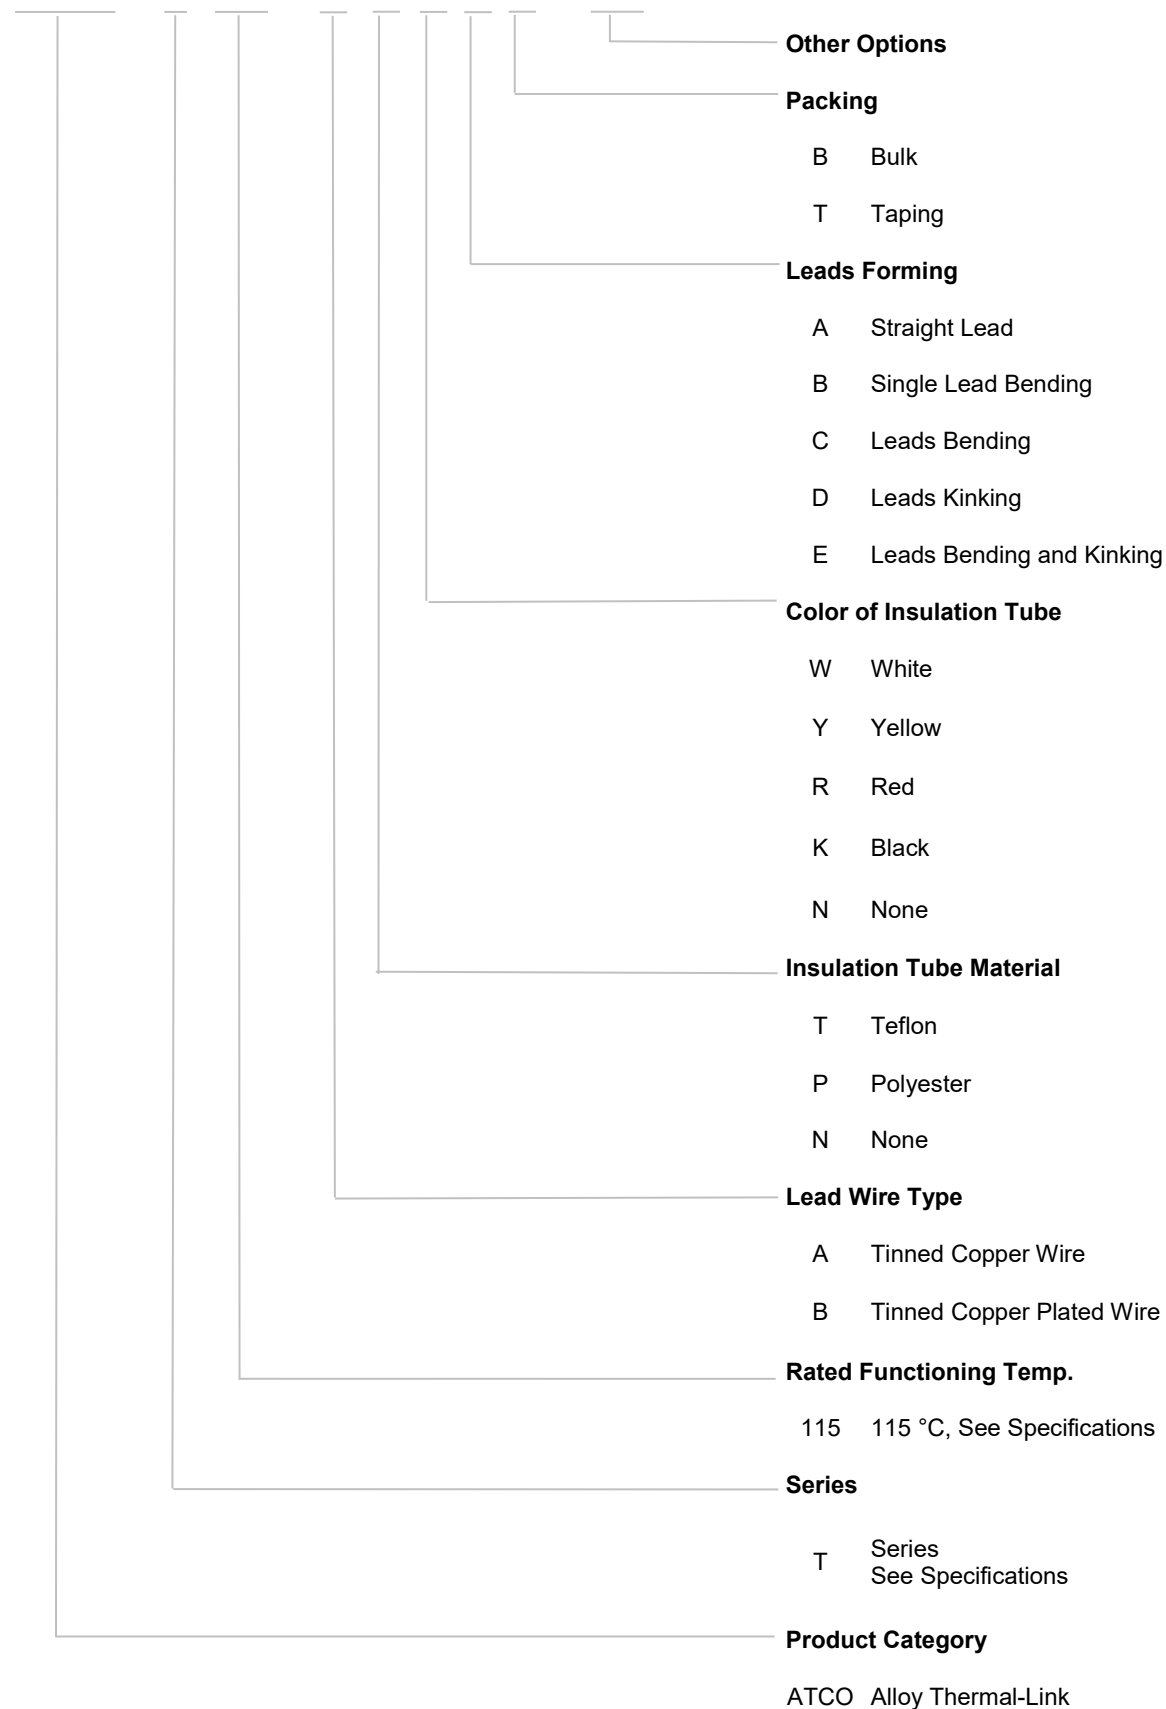 Other Options
Packing
B Bulk
T Taping
Leads Forming
A Straight Lead
B Single Lead Bending
C Leads Bending
D Leads Kinking
E Leads Bending and Kinking
Color of Insulation Tube
W White
Y Yellow
R Red
K Black
N None
Insulation Tube Material
T Teflon
P Polyester
N None
Lead Wire Type
A Tinned Copper Wire
B Tinned Copper Plated Wire
Rated Functioning Temp.
115 115 °C, See Specifications
Series
T Series
See Specifications
Product Category
ATCO Alloy Thermal-Link